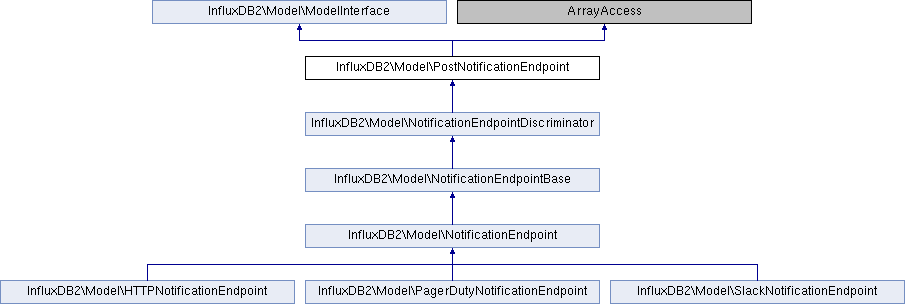 InfluxDB2\Model\ModelInterface
ArrayAccess
InfluxDB2\Model\PostNotificationEndpoint
InfluxDB2\Model\NotificationEndpointDiscriminator
InfluxDB2\Model\NotificationEndpointBase
InfluxDB2\Model\NotificationEndpoint
InfluxDB2\Model\HTTPNotificationEndpoint
InfluxDB2\Model\PagerDutyNotificationEndpoint
InfluxDB2\Model\SlackNotificationEndpoint